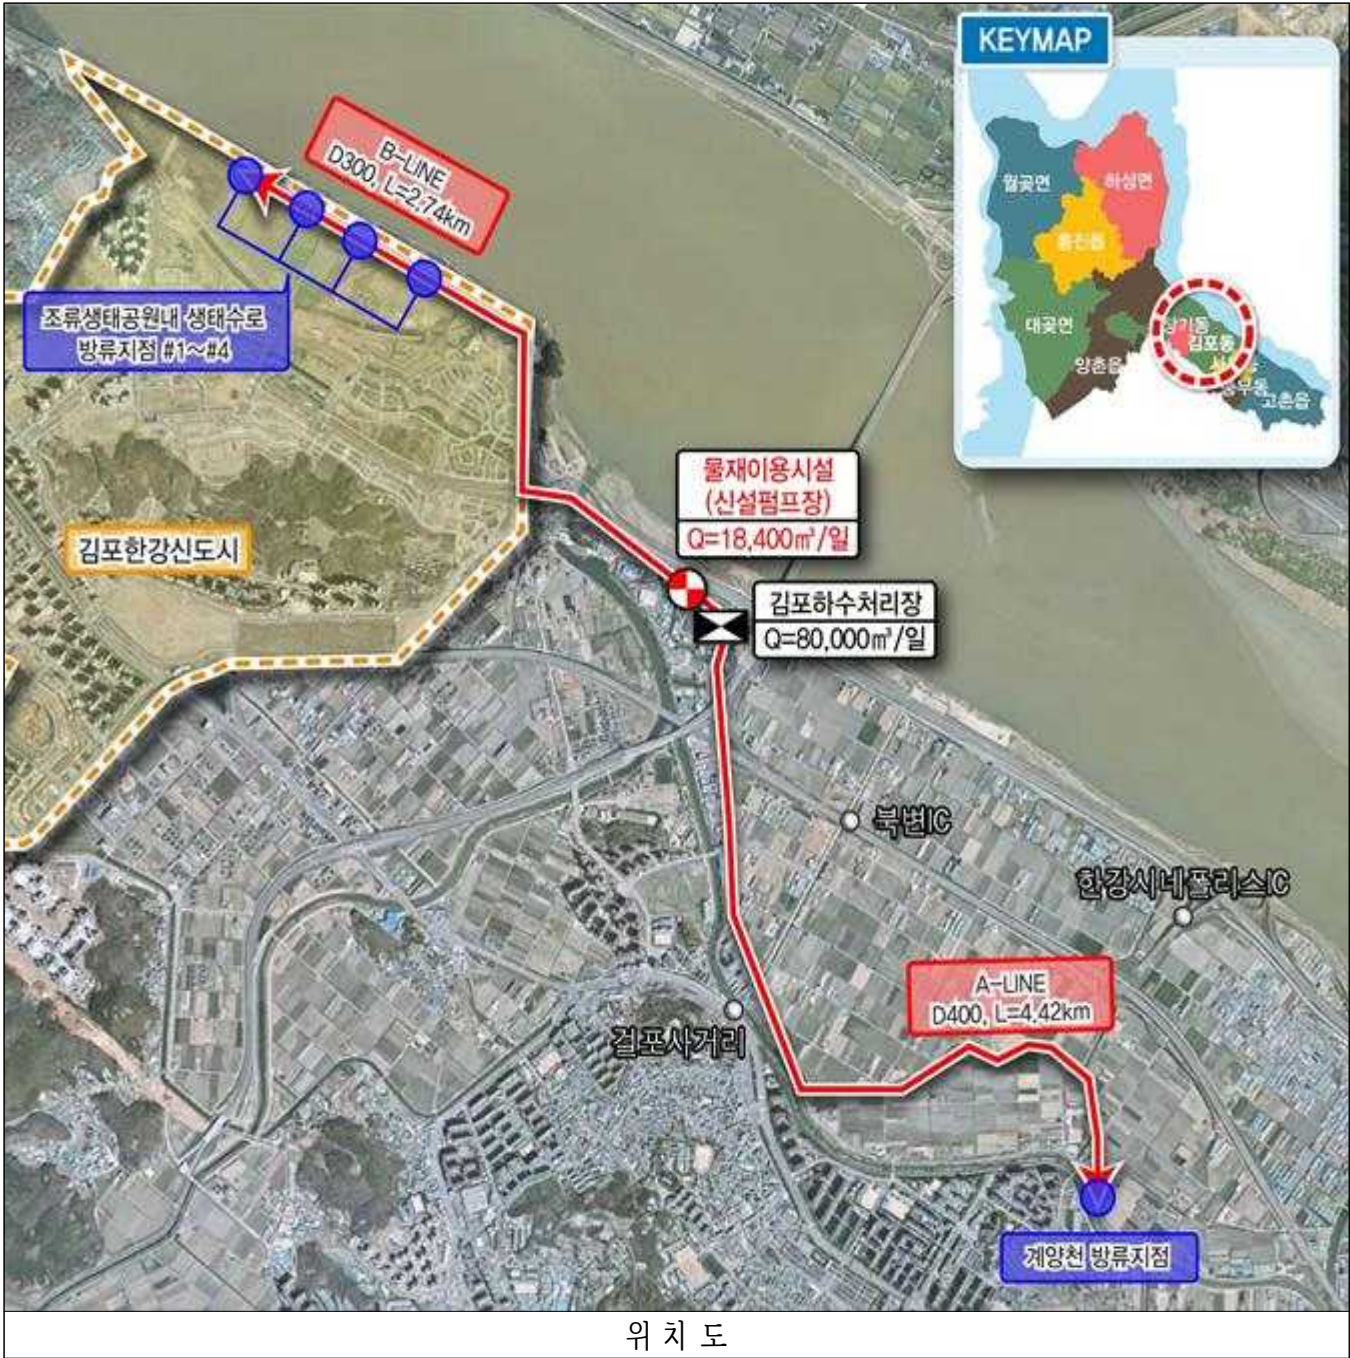 KEYMAP
월곶면
하성면
통진읍
대곶면
양촌읍
김포동
고촌읍
B-LINE
D300, L=2,74km
조류생태공원내 생태수로
방류지점 #1~#4
물재이용시설
(신설펌프장)
Q=18,400㎥/일
김포한강신도시
김포하수처리장
Q=80,000㎥/일
북변IC
한강시네폴리스IC
A-LINE
D400, L=4,42km
걸포사거리
계양천 방류지점
위 치 도